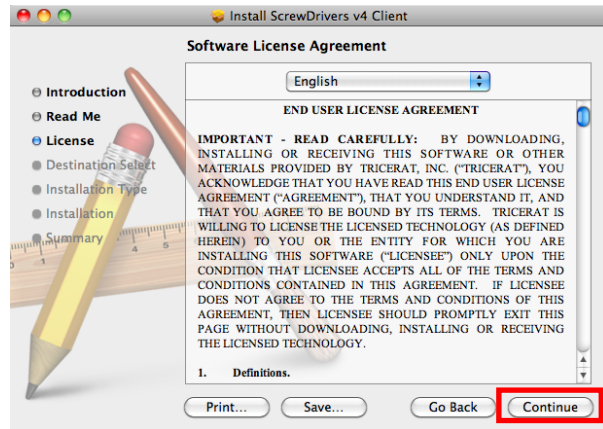 Install ScrewDrivers v4 Client
Software License Agreement
Introduction
Read Me
License
Destination Select
Installation Type
Installation
Summary
English
END USER LICENSE AGREEMENT
IMPORTANT - READ CAREFULLY: BY DOWNLOADING,
INSTALLING OR RECEIVING THIS SOFTWARE OR OTHER
MATERIALS PROVIDED BY TRICERAT, INC. ("TRICERAT"), YOU
ACKNOWLEDGE THAT YOU HAVE READ THIS END USER LICENSE
AGREEMENT ("AGREEMENT"), THAT YOU UNDERSTAND IT, AND
THAT YOU AGREE TO BE BOUND BY ITS TERMS. TRICERAT IS
WILLING TO LICENSE THE LICENSED TECHNOLOGY (AS DEFINED
HEREIN) TO YOU OR THE ENTITY FOR WHICH YOU ARE
INSTALLING THIS SOFTWARE ("LICENSEE") ONLY UPON THE
CONDITION THAT LICENSEE ACCEPTS ALL OF THE TERMS AND
CONDITIONS CONTAINED IN THIS AGREEMENT. IF LICENSEE
DOES NOT AGREE TO THE TERMS AND CONDITIONS OF THIS
AGREEMENT, THEN LICENSEE SHOULD PROMPTLY EXIT THIS
PAGE WITHOUT DOWNLOADING, INSTALLING OR RECEIVING
THE LICENSED TECHNOLOGY.
1. Definitions.
Print... Save... Go Back Continue